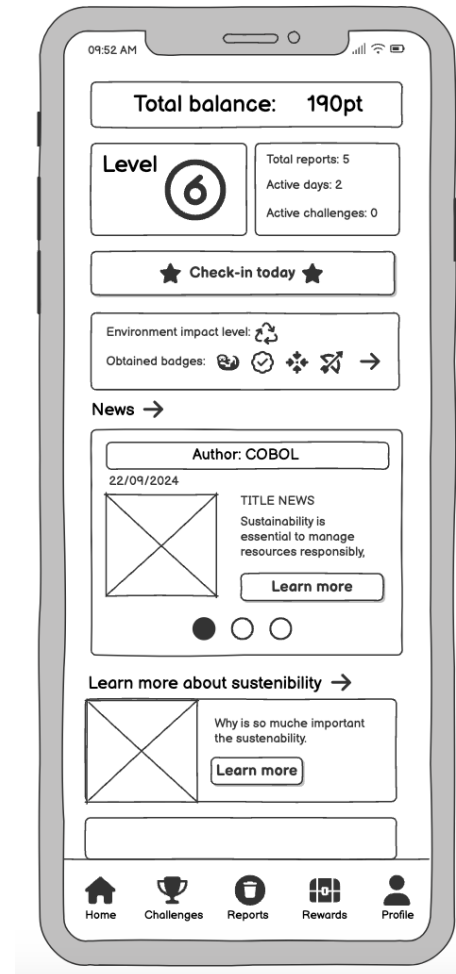 09:52 AM
Total balance: 190pt
Level
6
Total reports: 5
Active days: 2
Active challenges: 0
Check-in today
Environment impact level:
Obtained badges:
News
Author: COBOL
22/09/2024
TITLE NEWS
Sustainability is
essential to manage
resources responsibly,
Learn more
Learn more about sustenibility
Why is so muche important
the sustenability.
Learn more
Home Challenges Reports Rewards Profile